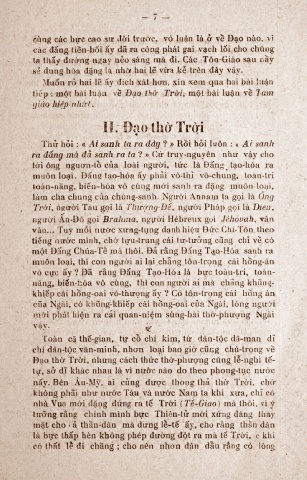 — 7 —
cùng các bực cao sư đời trước, vô luận là ở về Đạo nào, vì
các đấng tiền-bối ấy đã ra công phát gai vạch lối cho chúng
ta thấy đường ngay nẻo sáng mà đi. Các Tôn-Giáo sau này
sẽ dung hòa đặng là nhờ hai lẽ vừa kể trên đây vậy.
Muốn rõ hai lẽ ấy đích xát hơn, xin xem qua hai bài luận
tiếp : một bài luận về Đạo thờ Trời; một bài luận về Tam
giáo hiệp nhứt.
II. Đạo thờ Trời
Thử hỏi : « Ai sanh ta ra đây ? » Rồi hỏi luôn : « Ai sanh
ra đấng mà đã sanh ra ta ? » Cứ truy-nguyên như vậy cho
tới ông nguơn-tổ của loài người, tức là Đấng tạo-hóa ra
muôn loại. Đấng tạo-hóa ấy phải vô-thỉ vô-chung, toàn-tri
toàn-năng, biến-hóa vô cùng mới sanh ra đặng muôn loại,
làm cha chung của chúng-sanh. Người Annam ta gọi là Ông
Trời, người Tàu gọi là Thượng-Đế, người Pháp gọi là Dieu,
người Ấn-Độ gọi Brahma, người Hébreux gọi Jéhovah, vân
vân... Tuy mỗi nước xưng-tụng danh hiệu Đức Chí-Tôn theo
tiếng nước mình, chớ tựu-trung cái tư-tưởng cũng chỉ về có
một Đấng Chúa-Tể mà thôi. Đã rằng Đấng Tạo-Hóa sanh ra
muôn loại, thì con người ai lại chẳng tôn-trọng cái hồng-ân
vô cực ấy ? Đã rằng Đấng Tạo-Hóa là bực toàn-tri, toàn-
năng, biến-hóa vô cùng, thì con người ai mà chẳng khủng-
khiếp cái hồng-oai vô-thượng ấy ? Có tôn-trọng cái hồng ân
của Ngài, có khủng-khiếp cái hồng-oai của Ngài, lòng người
mới phát hiện ra cái quan-niệm sùng-bái thờ-phượng Ngài
vậy.
Toàn cả thế-gian, tự cổ chí kim, từ dân-tộc dã-man dĩ
chí dân-tộc văn-minh, nhơn loại bao giờ cũng chú-trọng về
Đạo thờ Trời, nhưng cách thức thờ-phượng cùng lễ-nghi tế-
tự, sở dĩ khác nhau là vì nước nào do theo phong-tục nước
nấy. Bên Âu-Mỹ, ai cũng được thong thả thờ Trời, chớ
không phải như nước Tàu và nước Nam ta khi xưa, chỉ có
nhà Vua mới đặng đứng ra tế Trời (Tế-Giao) mà thôi, vì ý
tưởng rằng chính mình bực Thiên-tử mới xứng đáng thay
mặt cho cả thần-dân mà dưng lễ-tế ấy, cho rằng thần dân
là bực thấp hèn không phép đường đột ra mà tế Trời, e khi
có thất lễ đi chăng ; cho nên nhơn dân dầu rằng có lòng